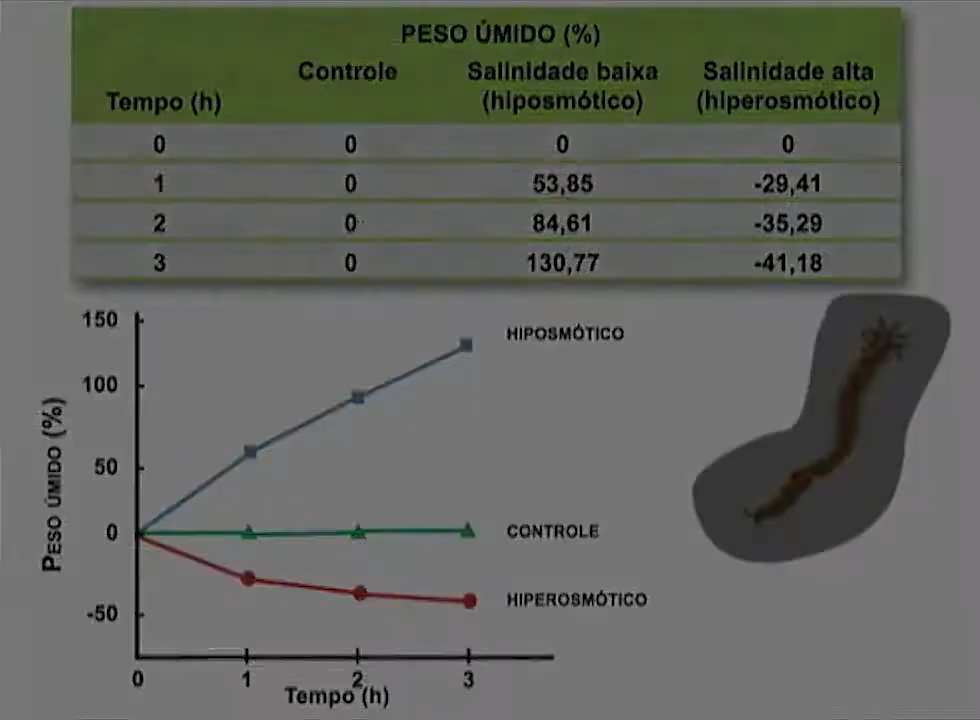 PESO ÚMIDO (%)
Tempo (h) Controle Salinidade baixa (hiposmótico) Salinidade alta (hiperosmótico)
0 0 0 0
1 0 53,85 -29,41
2 0 84,61 -35,29
3 0 130,77 -41,18
150
100
50
0
-50
PESO ÚMIDO (%)
HIPOSMÓTICO
CONTROLE
HIPEROSMÓTICO
0 1 2 3
Tempo (h)